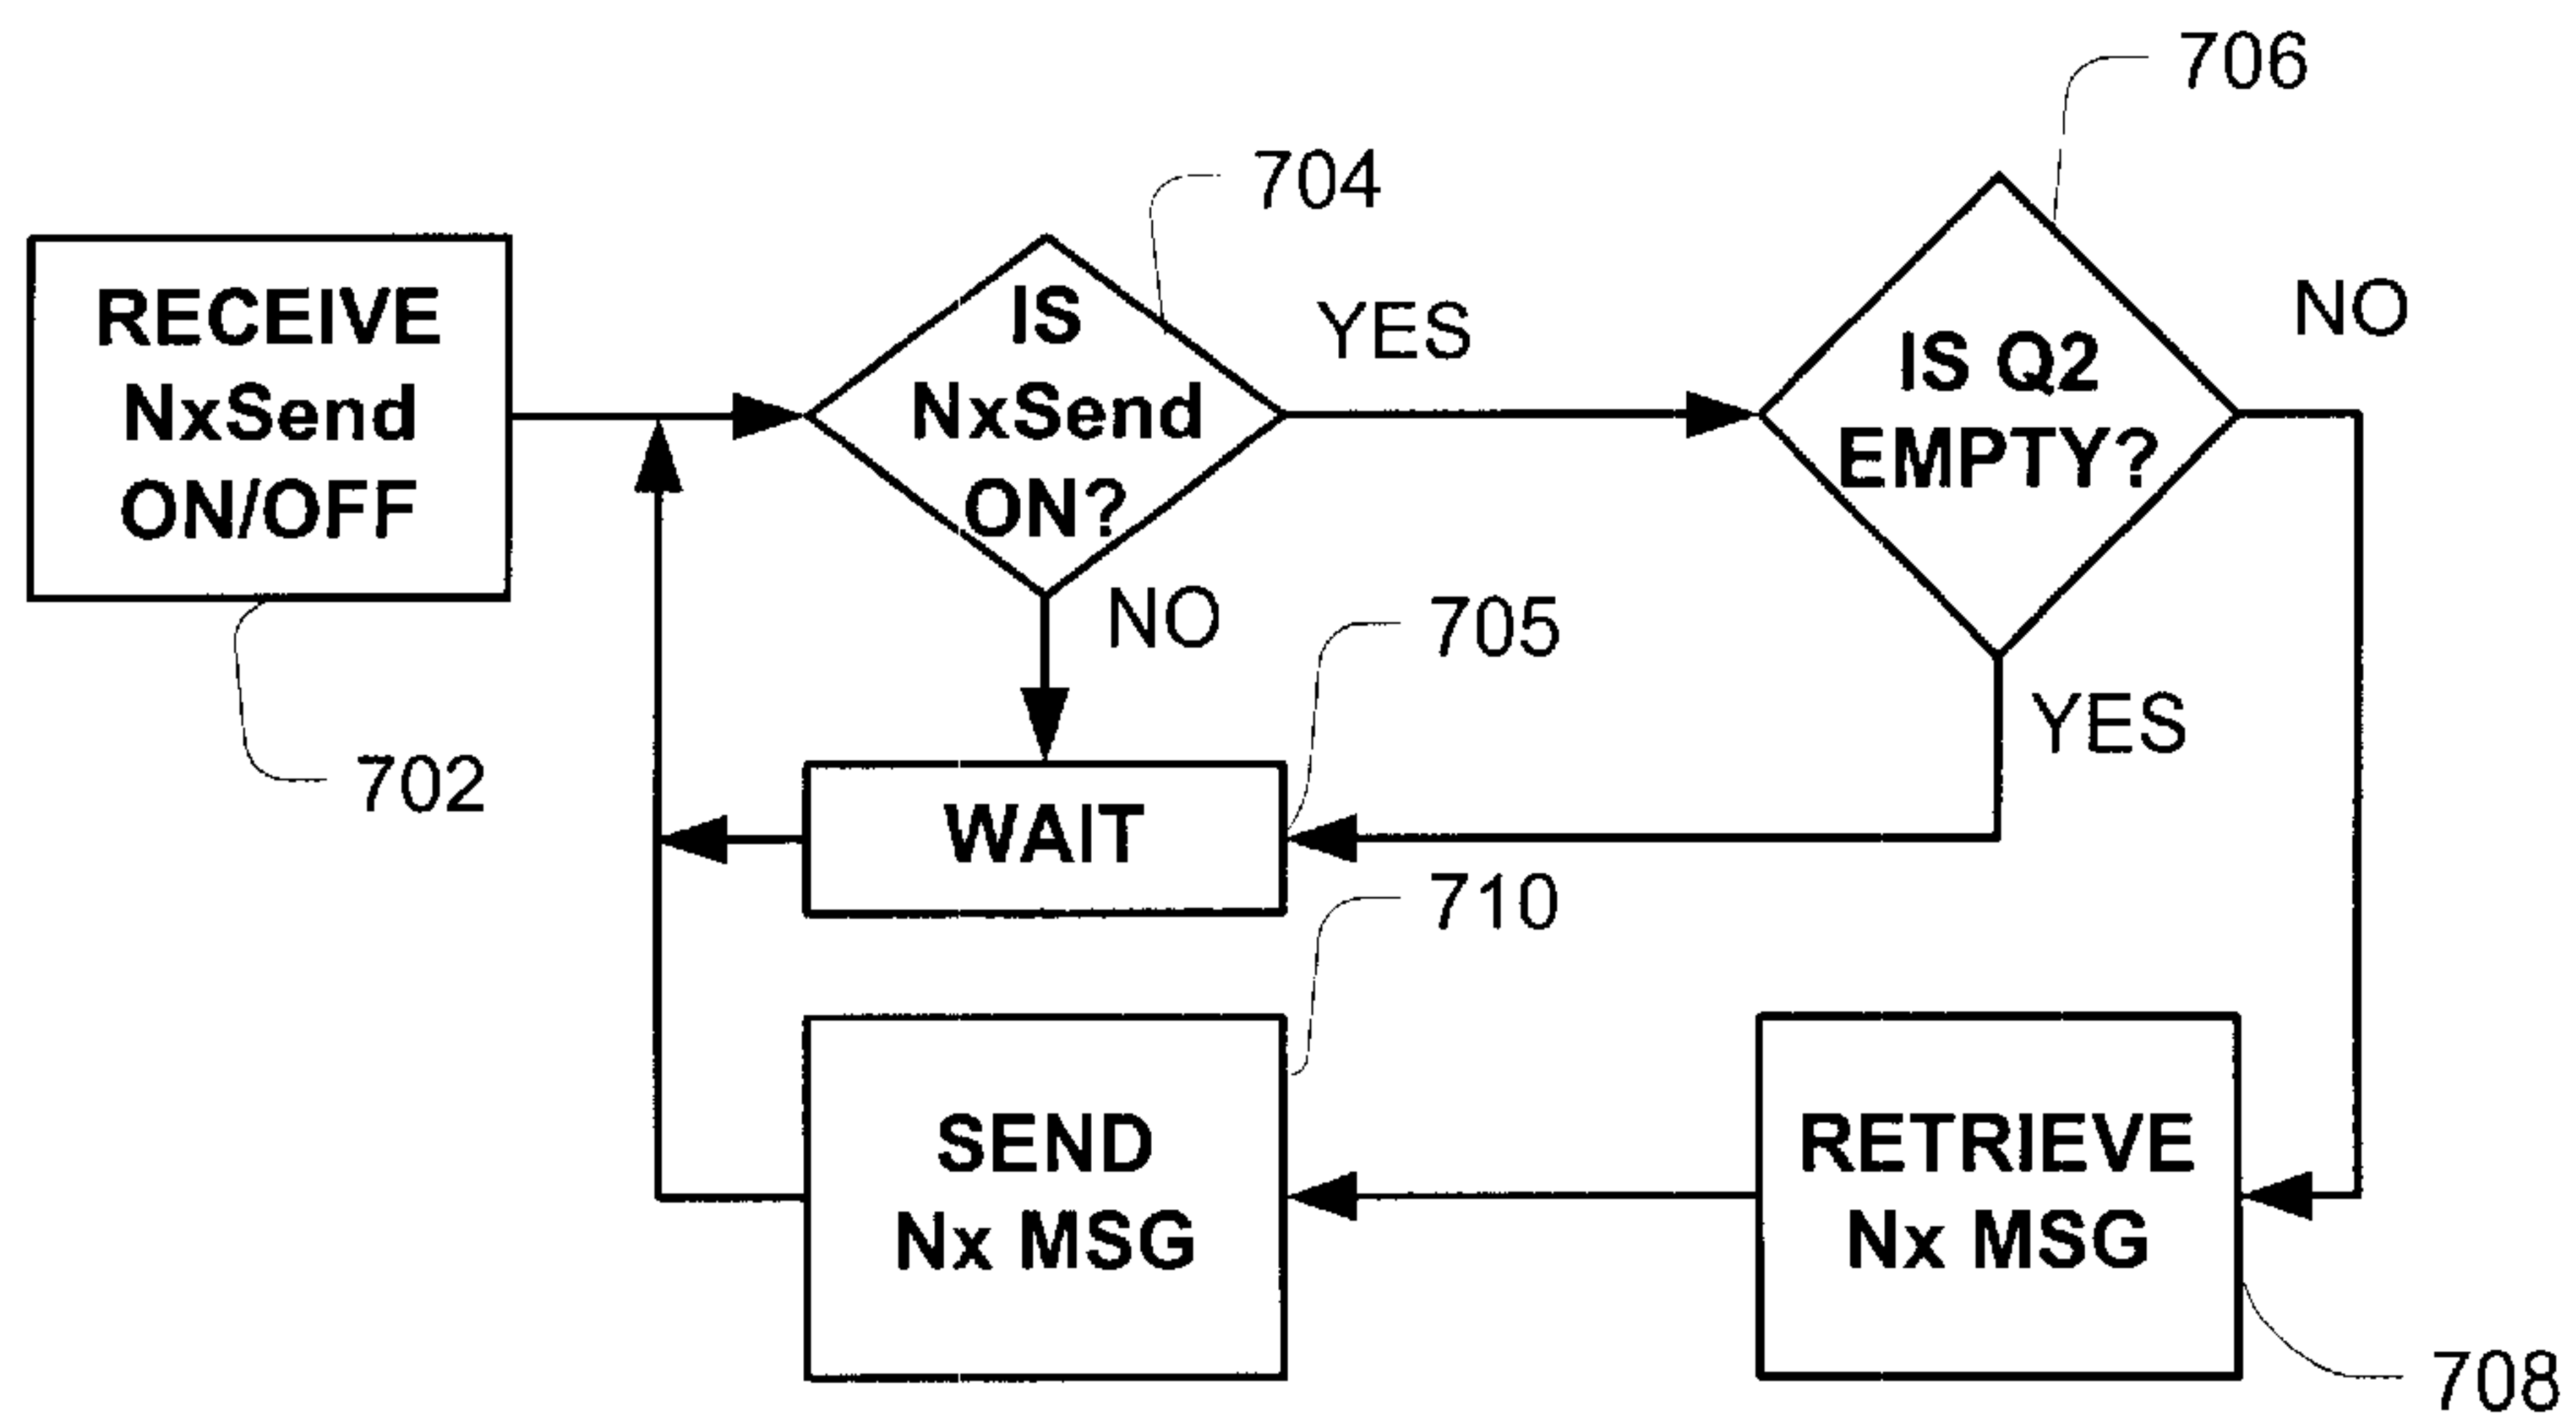 706
704
RECEIVE
NxSend
ON/OFF
IS
NxSend
ON?
YES
IS Q2
EMPTY?
NO
NO
705
YES
702
WAIT
710
SEND
Nx MSG
RETRIEVE
Nx MSG
708